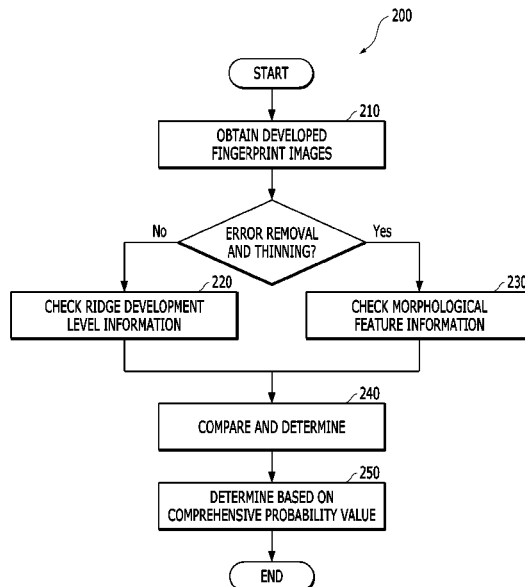 200
START
210
OBTAIN DEVELOPED
FINGERPRINT IMAGES
No
ERROR REMOVAL
AND THINNING?
Yes
220
CHECK RIDGE DEVELOPMENT
LEVEL INFORMATION
230
CHECK MORPHOLOGICAL
FEATURE INFORMATION
240
COMPARE AND DETERMINE
250
DETERMINE BASED ON
COMPREHENSIVE PROBABILITY VALUE
END